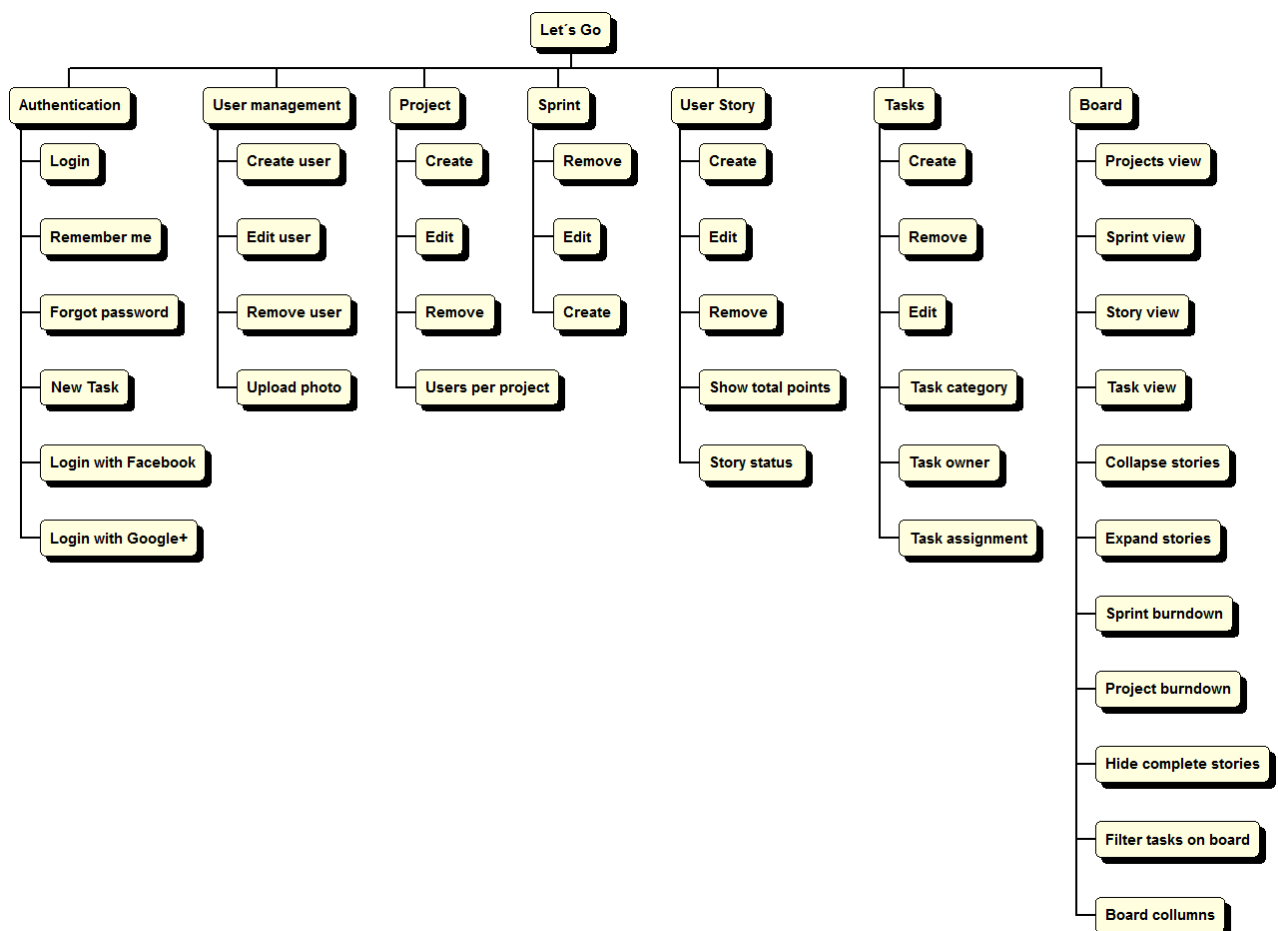 Let´s Go
Authentication
Login
Remember me
Forgot password
New Task
Login with Facebook
Login with Google+
User management
Create user
Edit user
Remove user
Upload photo
Project
Create
Edit
Remove
Users per project
Sprint
Remove
Edit
Create
User Story
Create
Edit
Remove
Show total points
Story status
Tasks
Create
Remove
Edit
Task category
Task owner
Task assignment
Board
Projects view
Sprint view
Story view
Task view
Collapse stories
Expand stories
Sprint burndown
Project burndown
Hide complete stories
Filter tasks on board
Board collumns